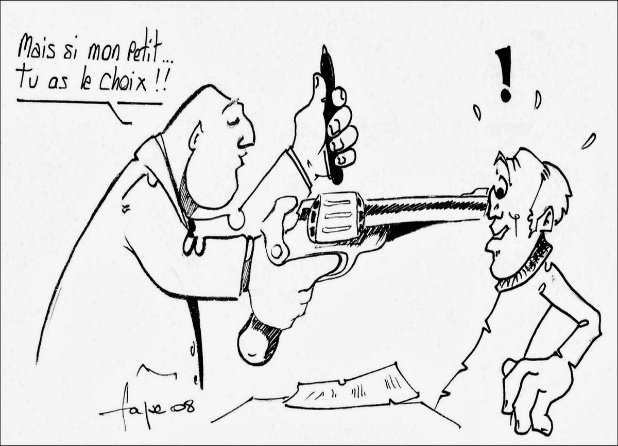 Mais si mon petit...
tu as le choix !!
!